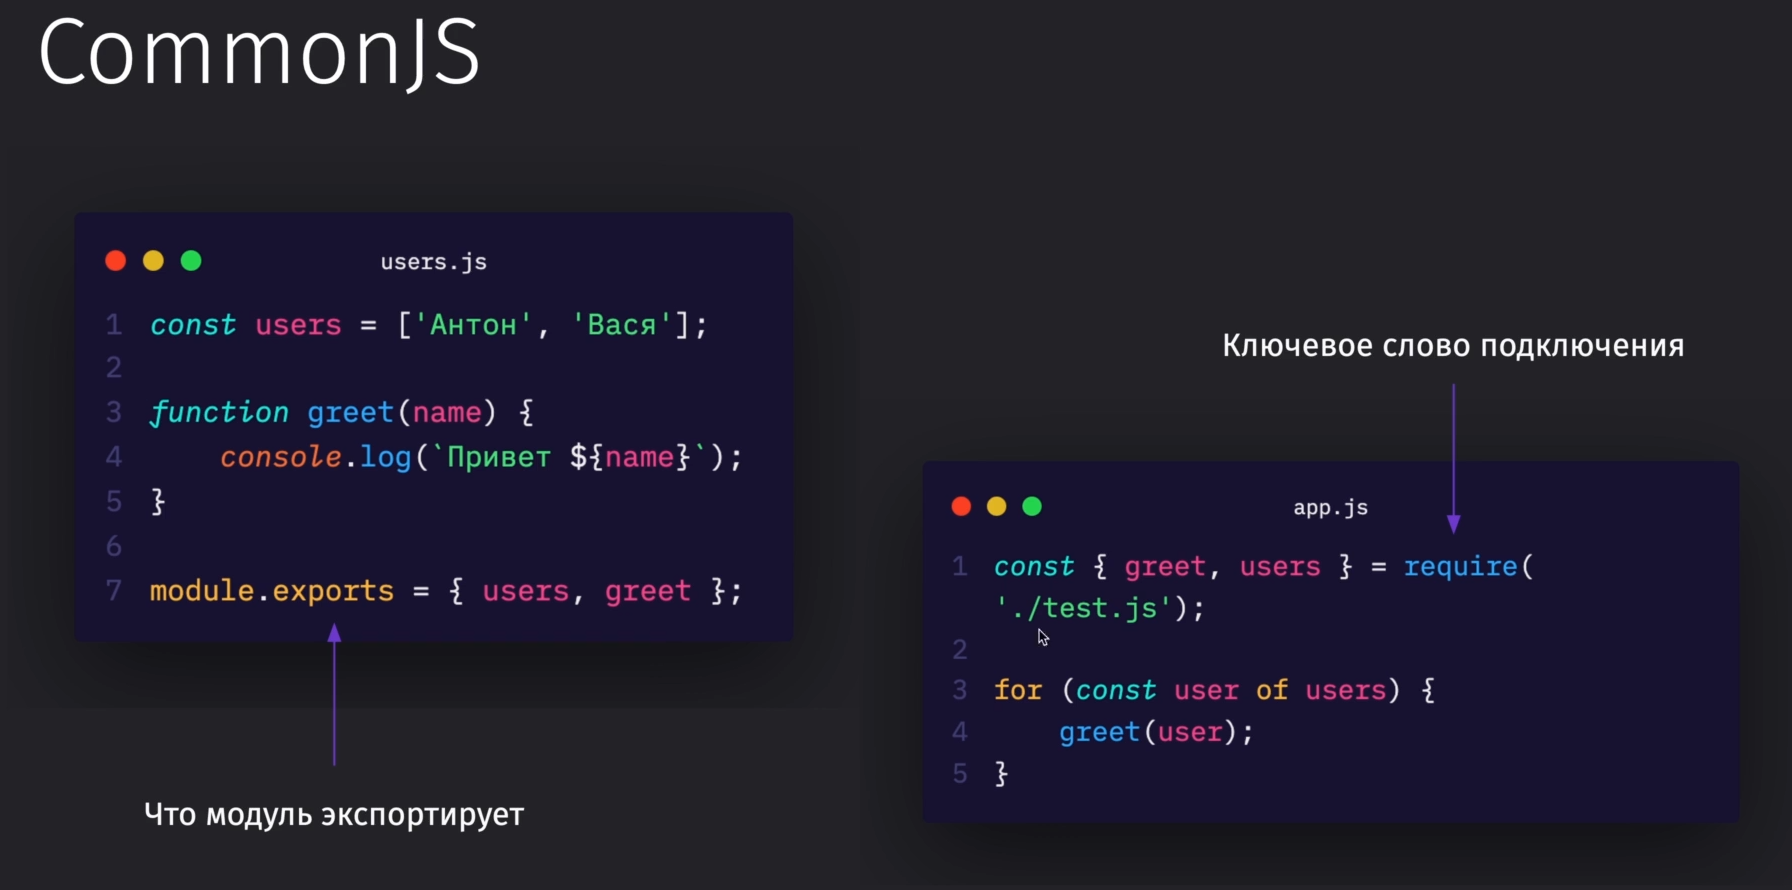 CommonJS
users.js
1 const users = ['Антон', 'Вася'];
2
3 function greet(name) {
4     console.log(`Привет ${name}`);
5 }
6
7 module.exports = { users, greet };
Что модуль экспортирует
Ключевое слово подключения
app.js
1 const { greet, users } = require(
'./test.js');
2
3 for (const user of users) {
4     greet(user);
5 }